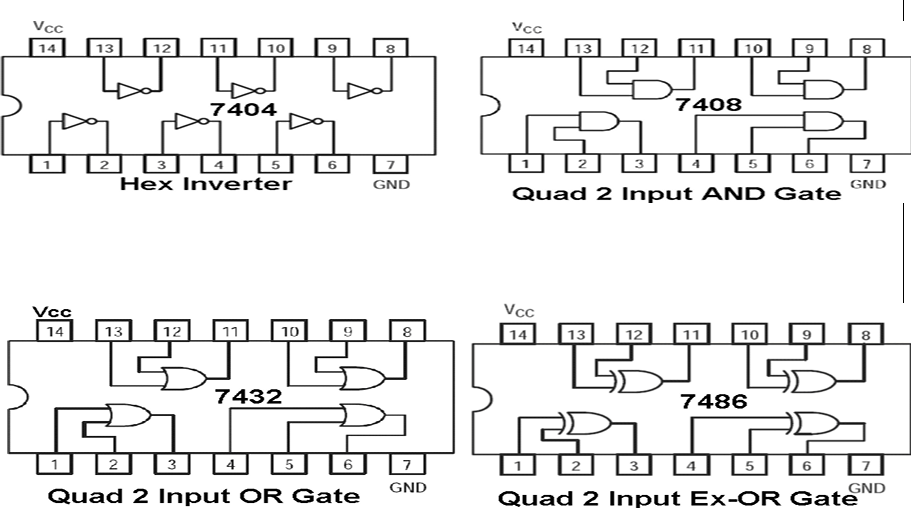 Vcc
14 13 12 11 10 9 8
7404
1 2 3 4 5 6 7
GND
Hex Inverter
Vcc
14 13 12 11 10 9 8
7408
1 2 3 4 5 6 7
GND
Quad 2 Input AND Gate
Vcc
14 13 12 11 10 9 8
7432
1 2 3 4 5 6 7
GND
Quad 2 Input OR Gate
Vcc
14 13 12 11 10 9 8
7486
1 2 3 4 5 6 7
GND
Quad 2 Input Ex-OR Gate